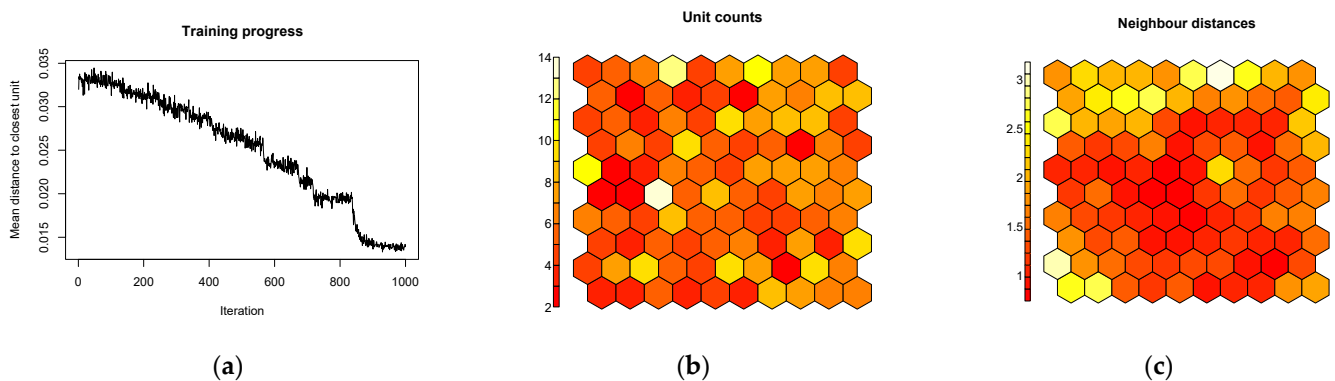 Training progress
Mean distance to closest unit
0.035
0.030
0.025
0.020
0.015
0 200 400 600 800 1000
Iteration
(a)
Unit counts
14
12
10
8
6
4
2
(b)
Neighbour distances
3
2.5
2
1.5
1
(c)